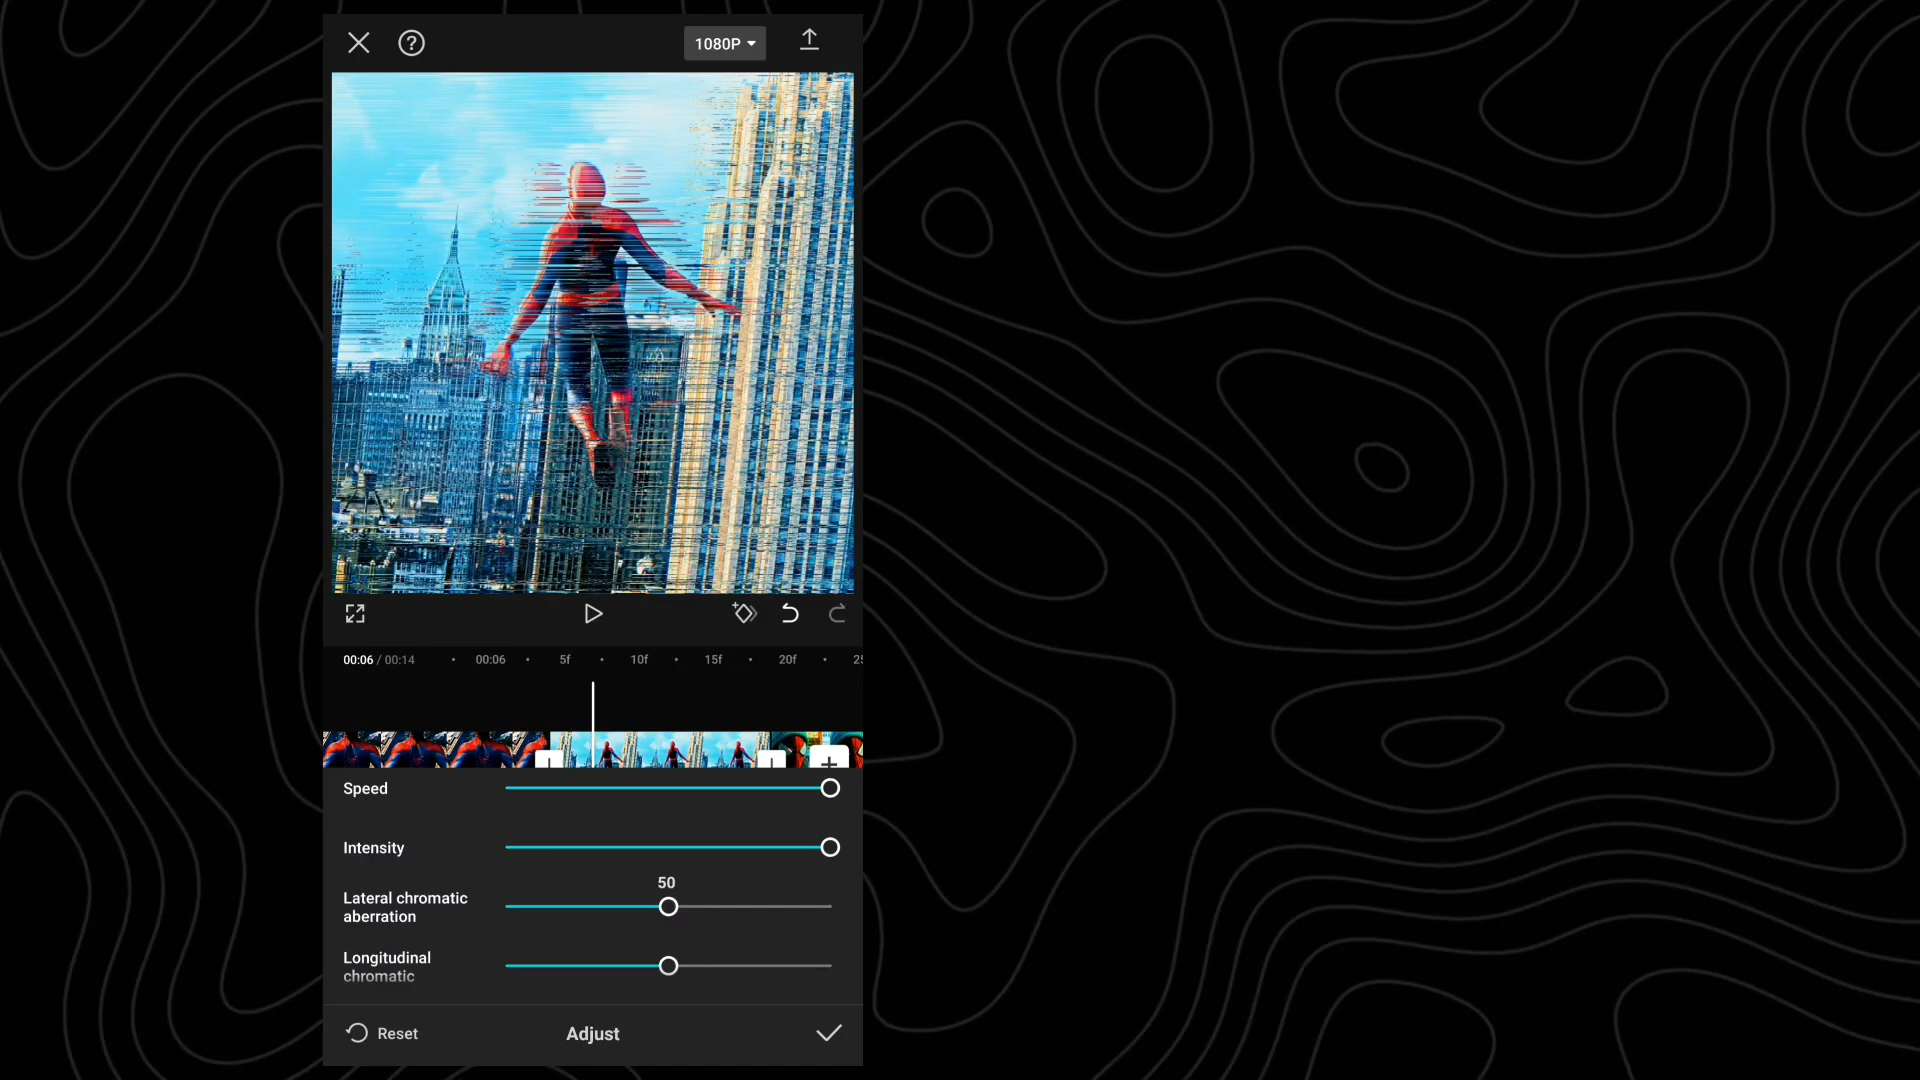 1080P
00:06 / 00:14
00:06
5f
10f
15f
20f
Speed
Intensity
50
Lateral chromatic
aberration
Longitudinal
chromatic
Reset
Adjust